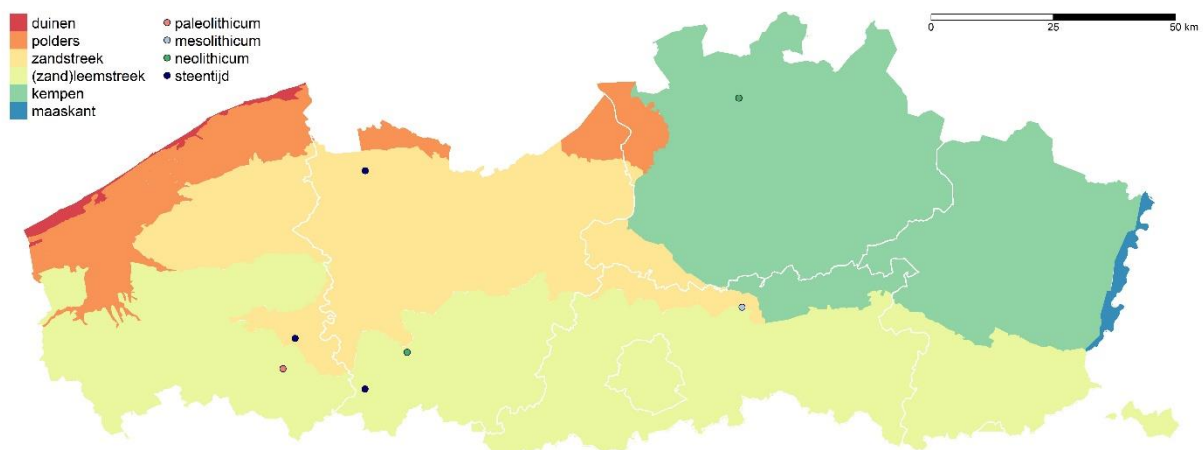 duinen
polders
zandstreek
(zand)leemstreek
kempen
maaskant
paleolithicum
mesolithicum
neolithicum
steentijd
0 25 50 km